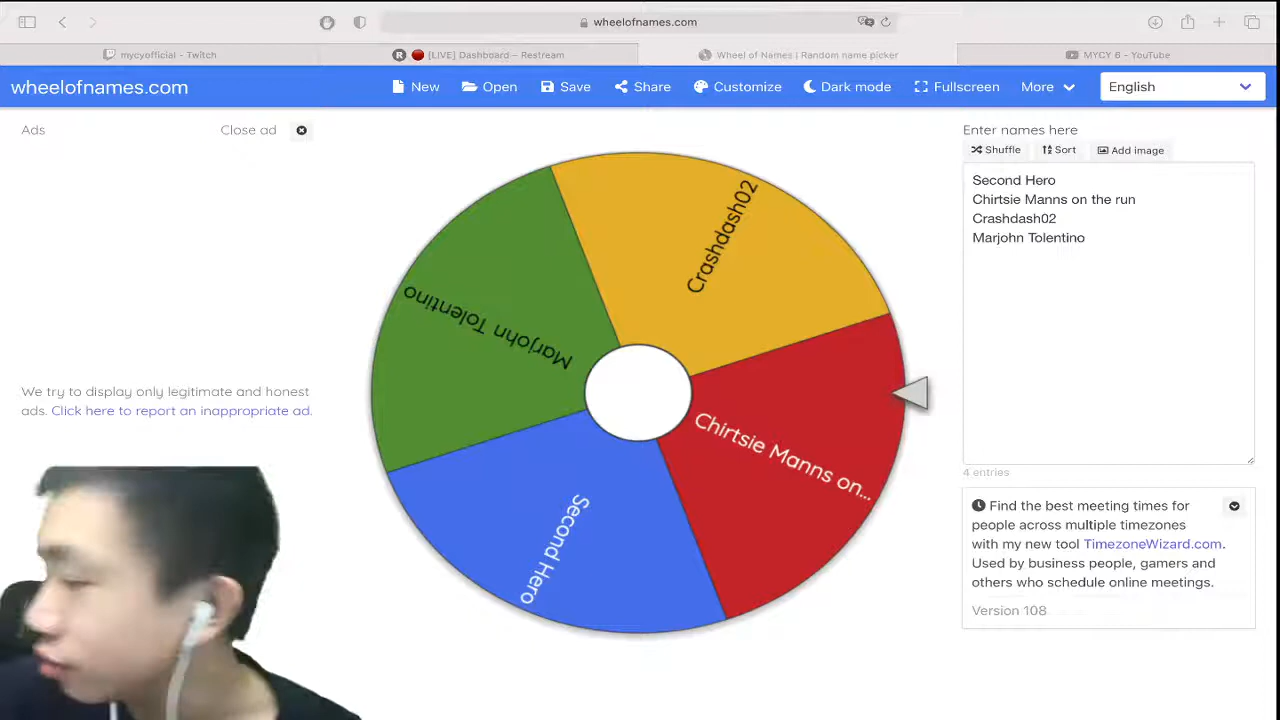 wheelofnames.com
mycyofficial - Twitch
R
[LIVE] Dashboard – Restream
Wheel of Names | Random name picker
MYCY 6 - YouTube
wheelofnames.com
New
Open
Save
Share
Customize
Dark mode
Fullscreen
More
English
Ads
Close ad
We try to display only legitimate and honest
ads. Click here to report an inappropriate ad.
Crashdash02
Marjohn Tolentino
Chirtsie Manns on...
Second Hero
Enter names here
Shuffle
Sort
Add image
Second Hero
Chirtsie Manns on the run
Crashdash02
Marjohn Tolentino
4 entries
Find the best meeting times for
people across multiple timezones
with my new tool TimezoneWizard.com.
Used by business people, gamers and
others who schedule online meetings.
Version 108